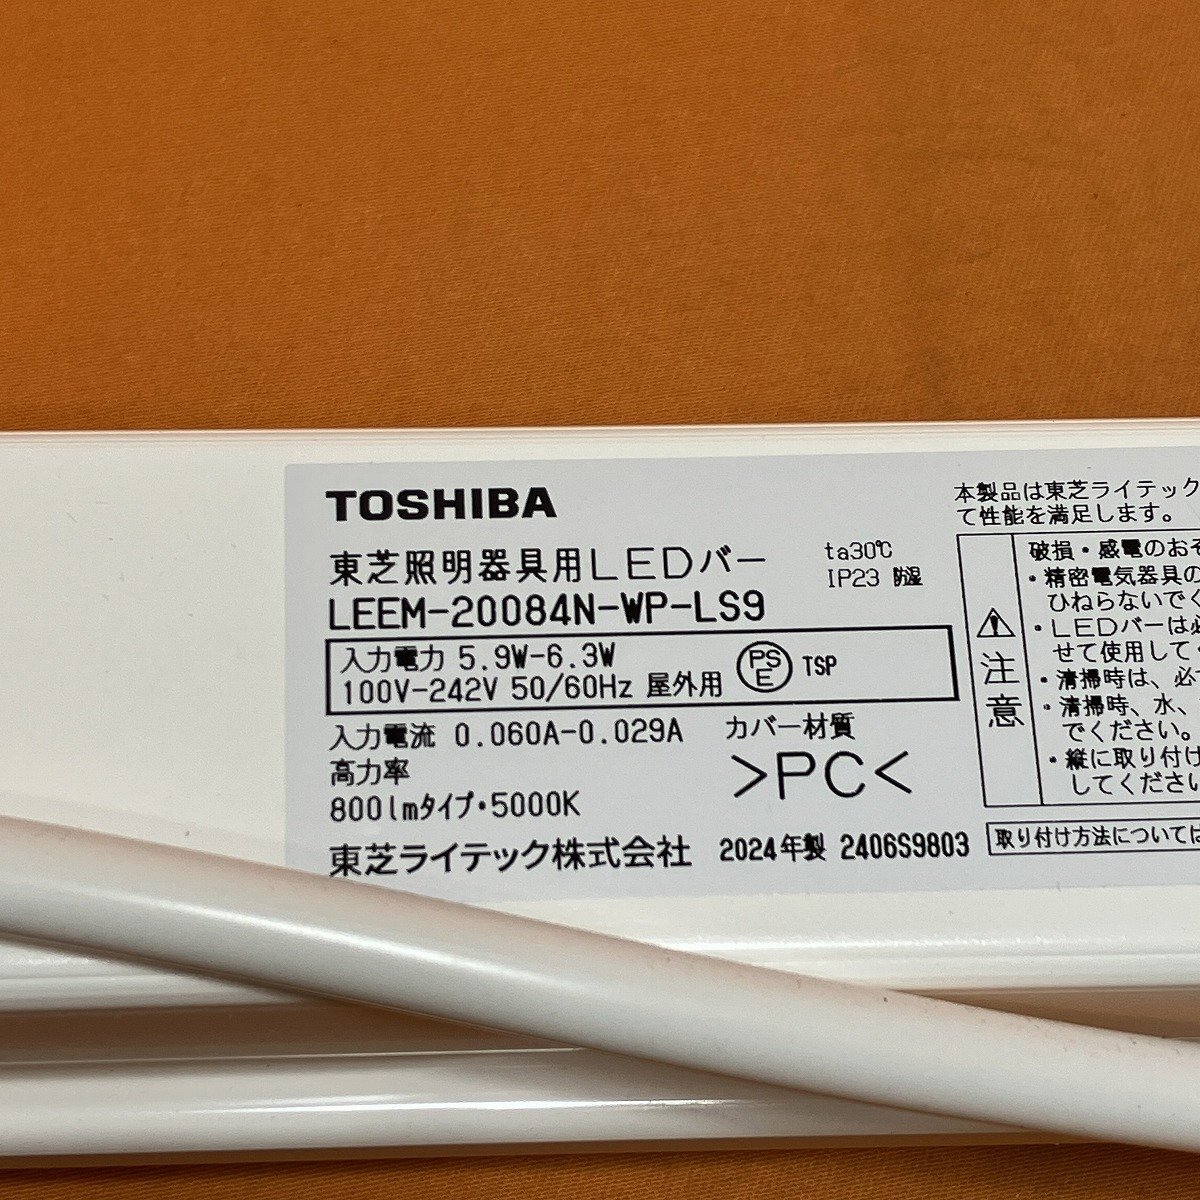 TOSHIBA
東芝照明器具用LEDバー
LEEM-20084N-WP-LS9
ta30℃
IP23 防湿
入力電力 5.9W-6.3W
100V-242V 50/60Hz 屋外用
PSE TSP
入力電流 0.060A-0.029A
高力率
800lmタイプ・5000K
カバー材質
>PC<
東芝ライテック株式会社 2024年製 2406S9803
本製品は東芝ライテック
て性能を満足します。
注意
破損・感電のおそ
・精密電気器具の
ひねらないでく
・LEDバーは必
せて使用してく
・清掃時は、必ず
・清掃時、水、
でください。
・縦に取り付け
してください
取り付け方法については